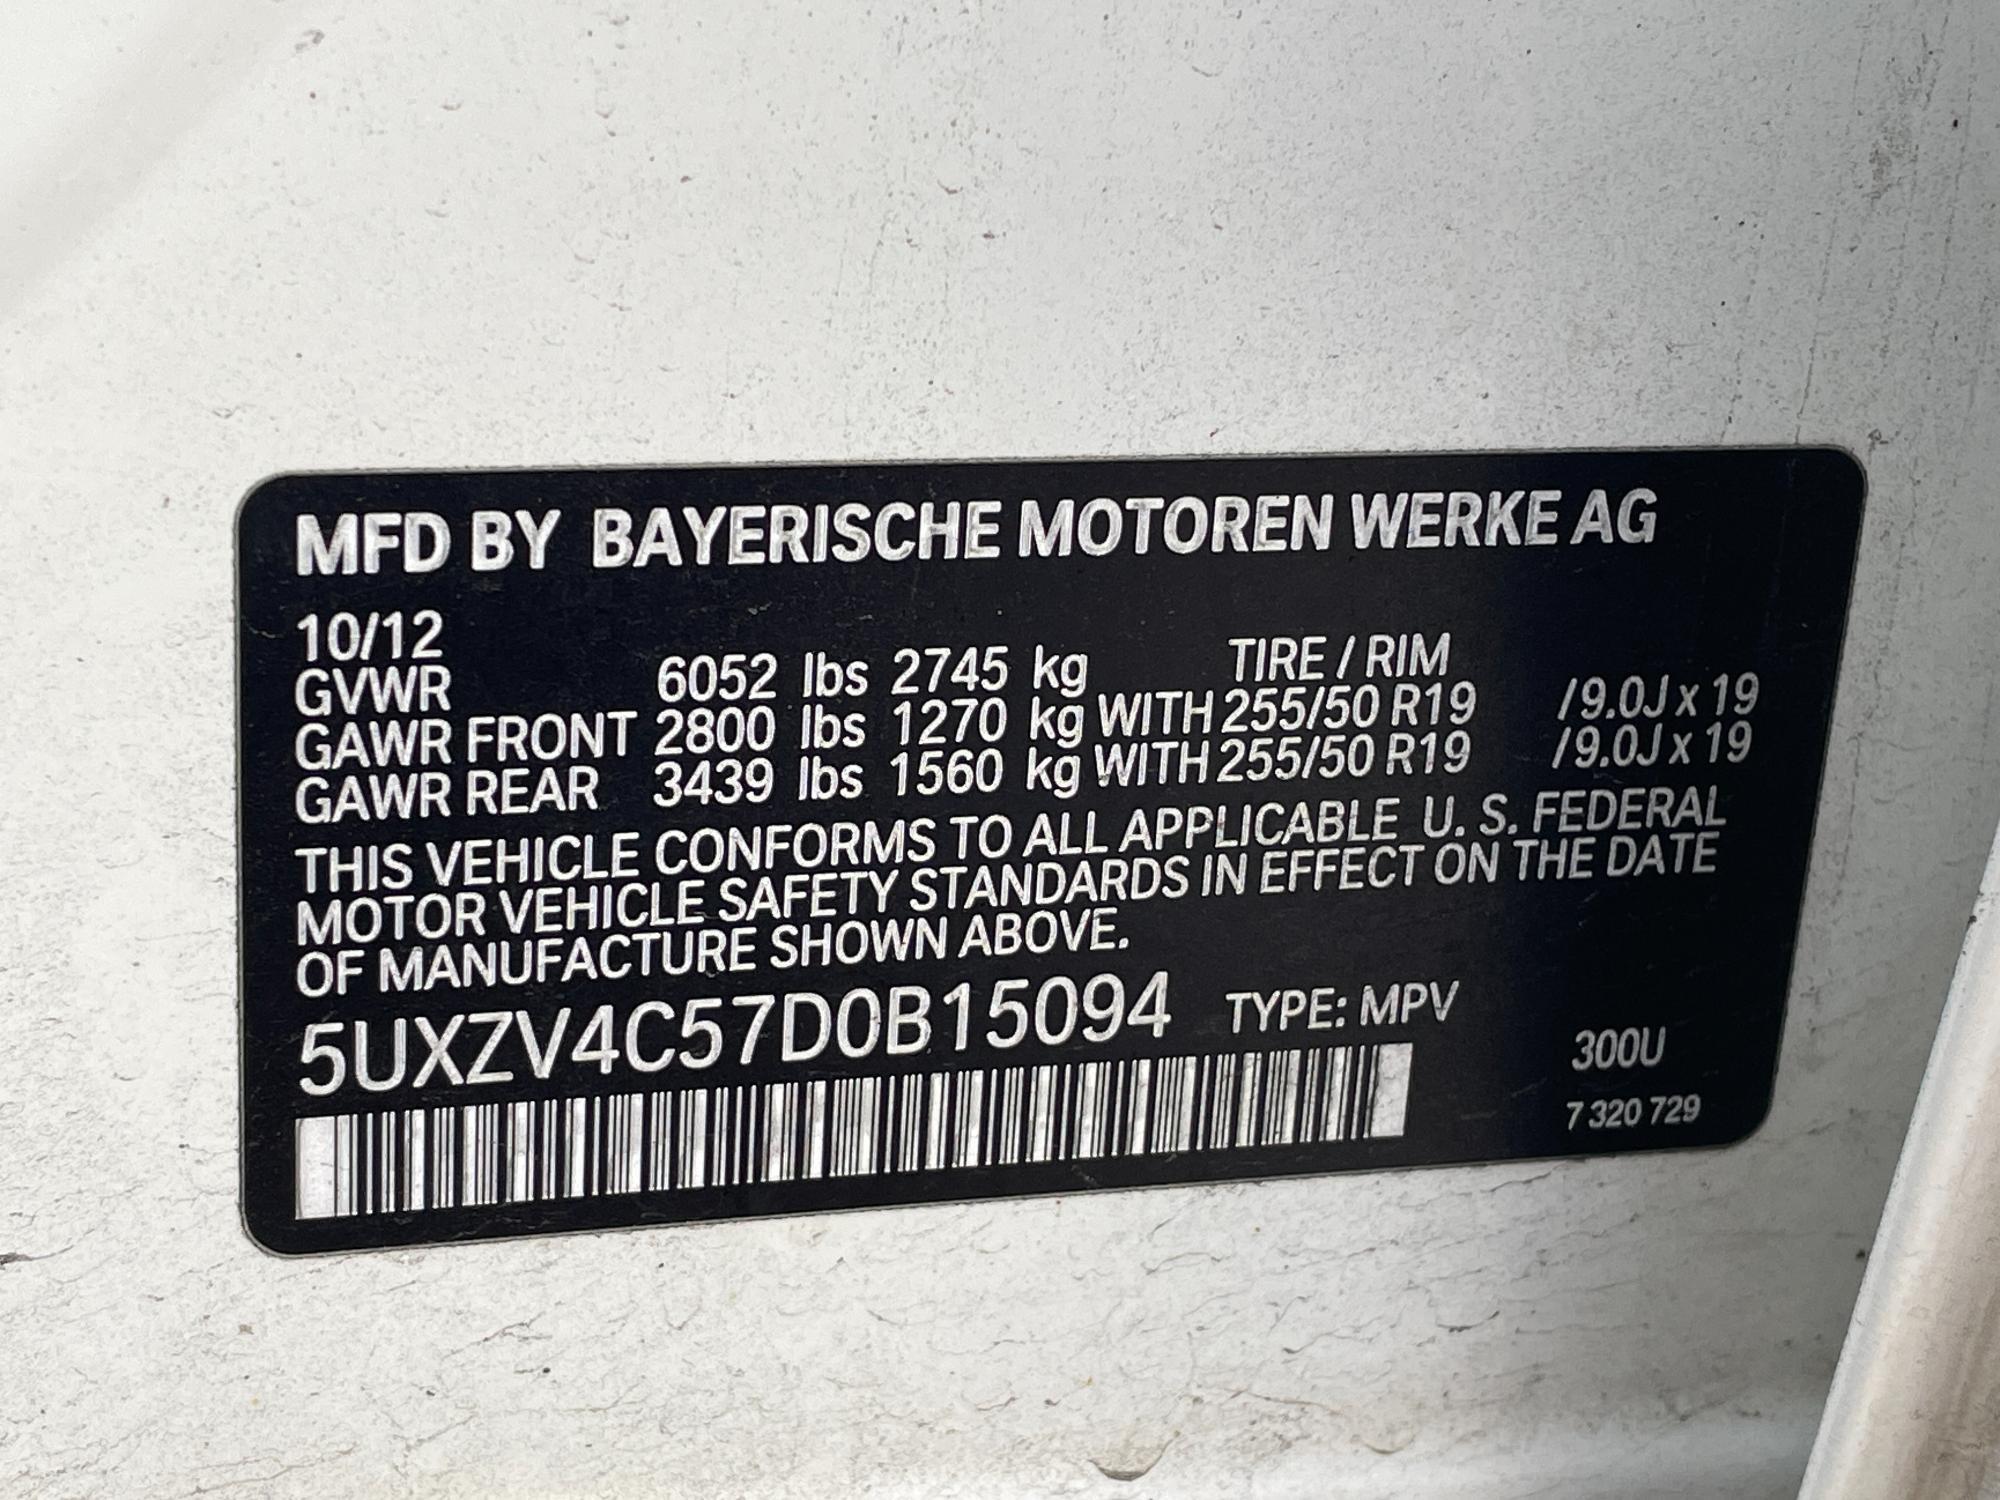 MFD BY BAYERISCHE MOTOREN WERKE AG
10/12
TIRE / RIM
GVWR 6052 lbs 2745 kg
GAWR FRONT 2800 lbs 1270 kg WITH 255/50 R19 /9.0J x 19
GAWR REAR 3439 lbs 1560 kg WITH 255/50 R19 /9.0J x 19
THIS VEHICLE CONFORMS TO ALL APPLICABLE U. S. FEDERAL
MOTOR VEHICLE SAFETY STANDARDS IN EFFECT ON THE DATE
OF MANUFACTURE SHOWN ABOVE.
5UXZV4C57D0B15094 TYPE: MPV
300U
7 320 729